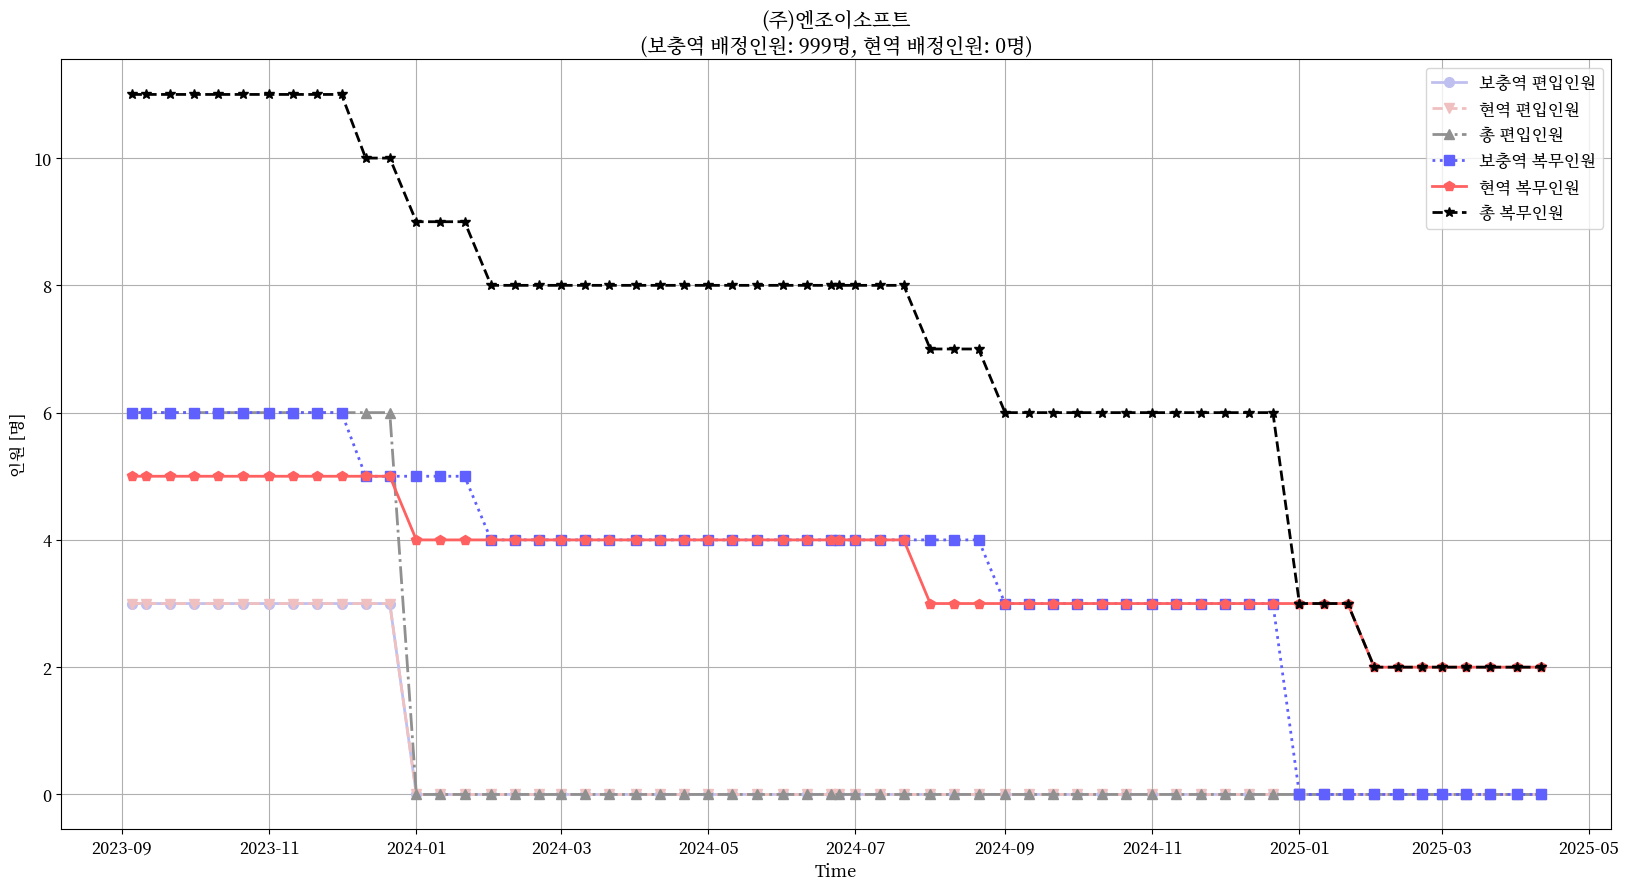 (주)엔조이소프트
(보충역 배정인원: 999명, 현역 배정인원: 0명)
보충역 편입인원
현역 편입인원
총 편입인원
보충역 복무인원
현역 복무인원
총 복무인원
인원 [명]
10
8
6
4
2
0
2023-09 2023-11 2024-01 2024-03 2024-05 2024-07 2024-09 2024-11 2025-01 2025-03 2025-05
Time